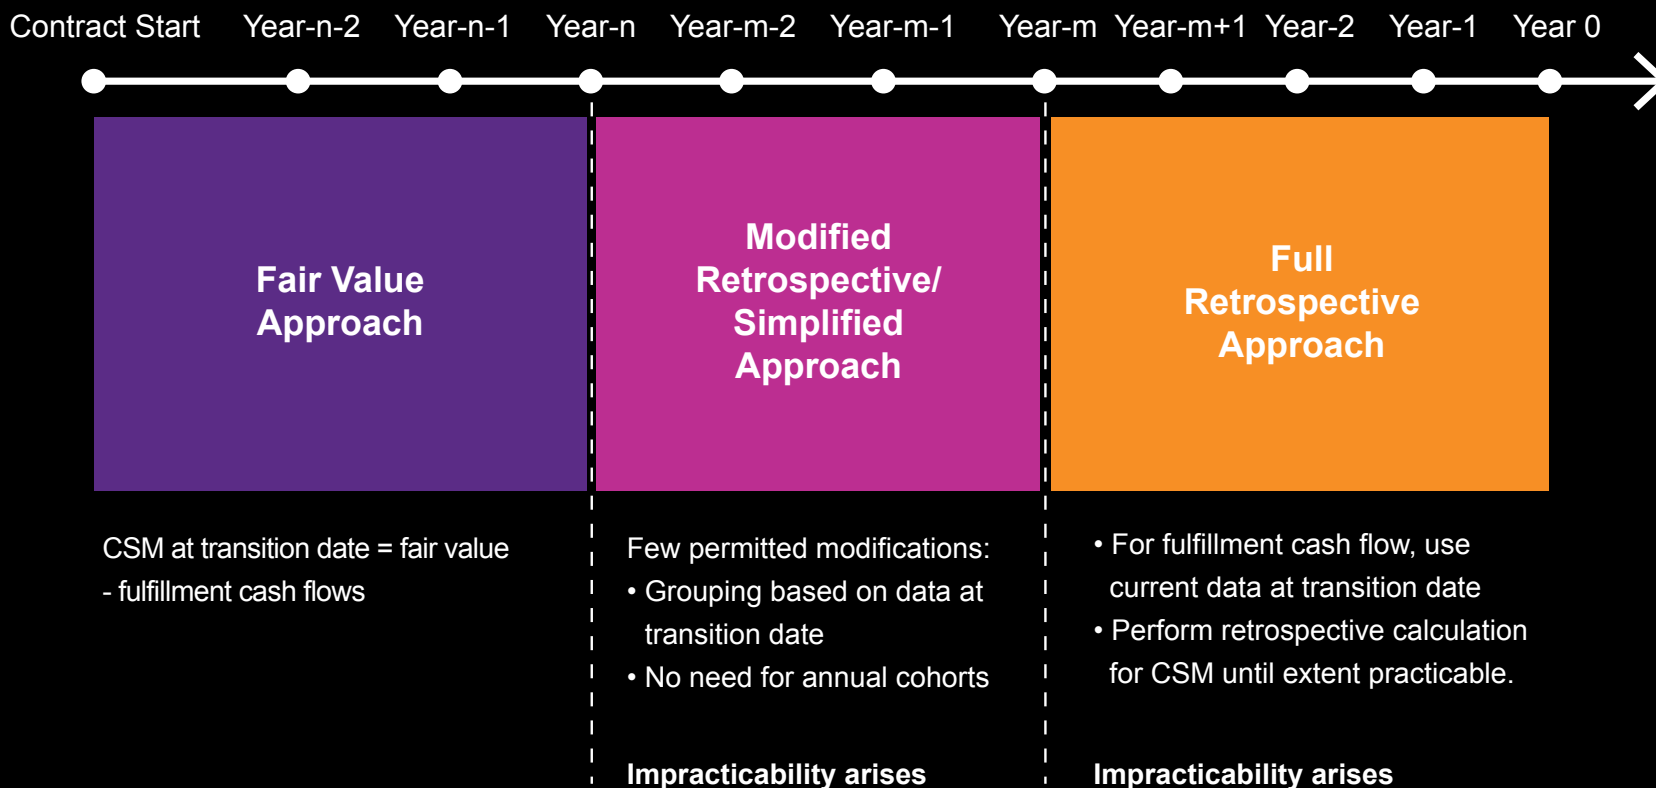 Contract Start Year-n-2 Year-n-1 Year-n Year-m-2 Year-m-1 Year-m Year-m+1 Year-2 Year-1 Year 0
Fair Value
Approach
Modified
Retrospective/
Simplified
Approach
Full
Retrospective
Approach
CSM at transition date = fair value
- fulfillment cash flows
Few permitted modifications:
• Grouping based on data at
transition date
• No need for annual cohorts
Impracticability arises
• For fulfillment cash flow, use
current data at transition date
• Perform retrospective calculation
for CSM until extent practicable.
Impracticability arises